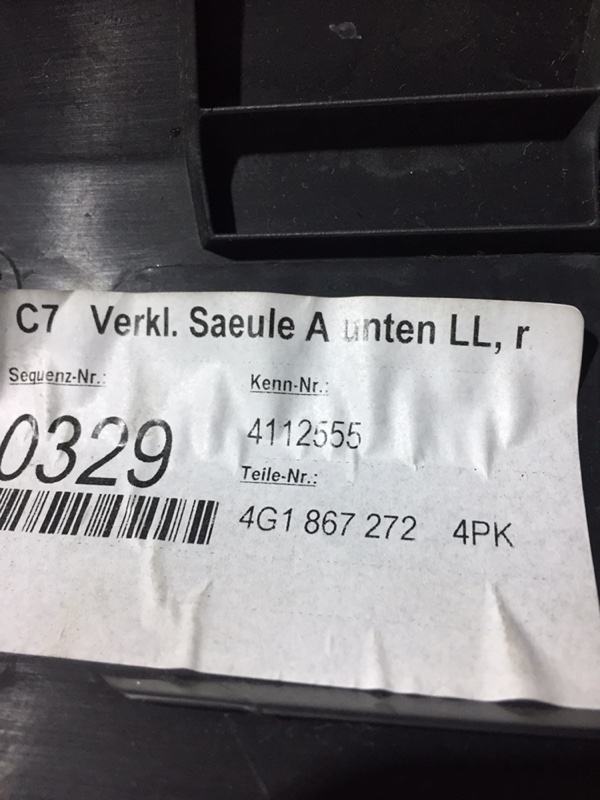 C7 Verkl. Saeule A unten LL, r
Sequenz-Nr.: Kenn-Nr.:
0329 4112555
Teile-Nr.:
4G1 867 272 4PK